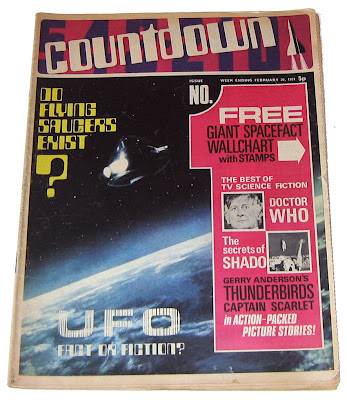 COUNTDOWN
ISSUE
NO.
WEEK ENDING FEBRUARY 20, 1971
5p
DO
FLYING
SAUCERS
EXIST
?
FREE
GIANT SPACEFACT
WALLCHART
with STAMPS
THE BEST OF
TV SCIENCE FICTION
DOCTOR
WHO
The
secrets of
SHADO
GERRY ANDERSON'S
THUNDERBIRDS
CAPTAIN SCARLET
in ACTION-PACKED
PICTURE STORIES!
UFO
FACT OR FICTION?